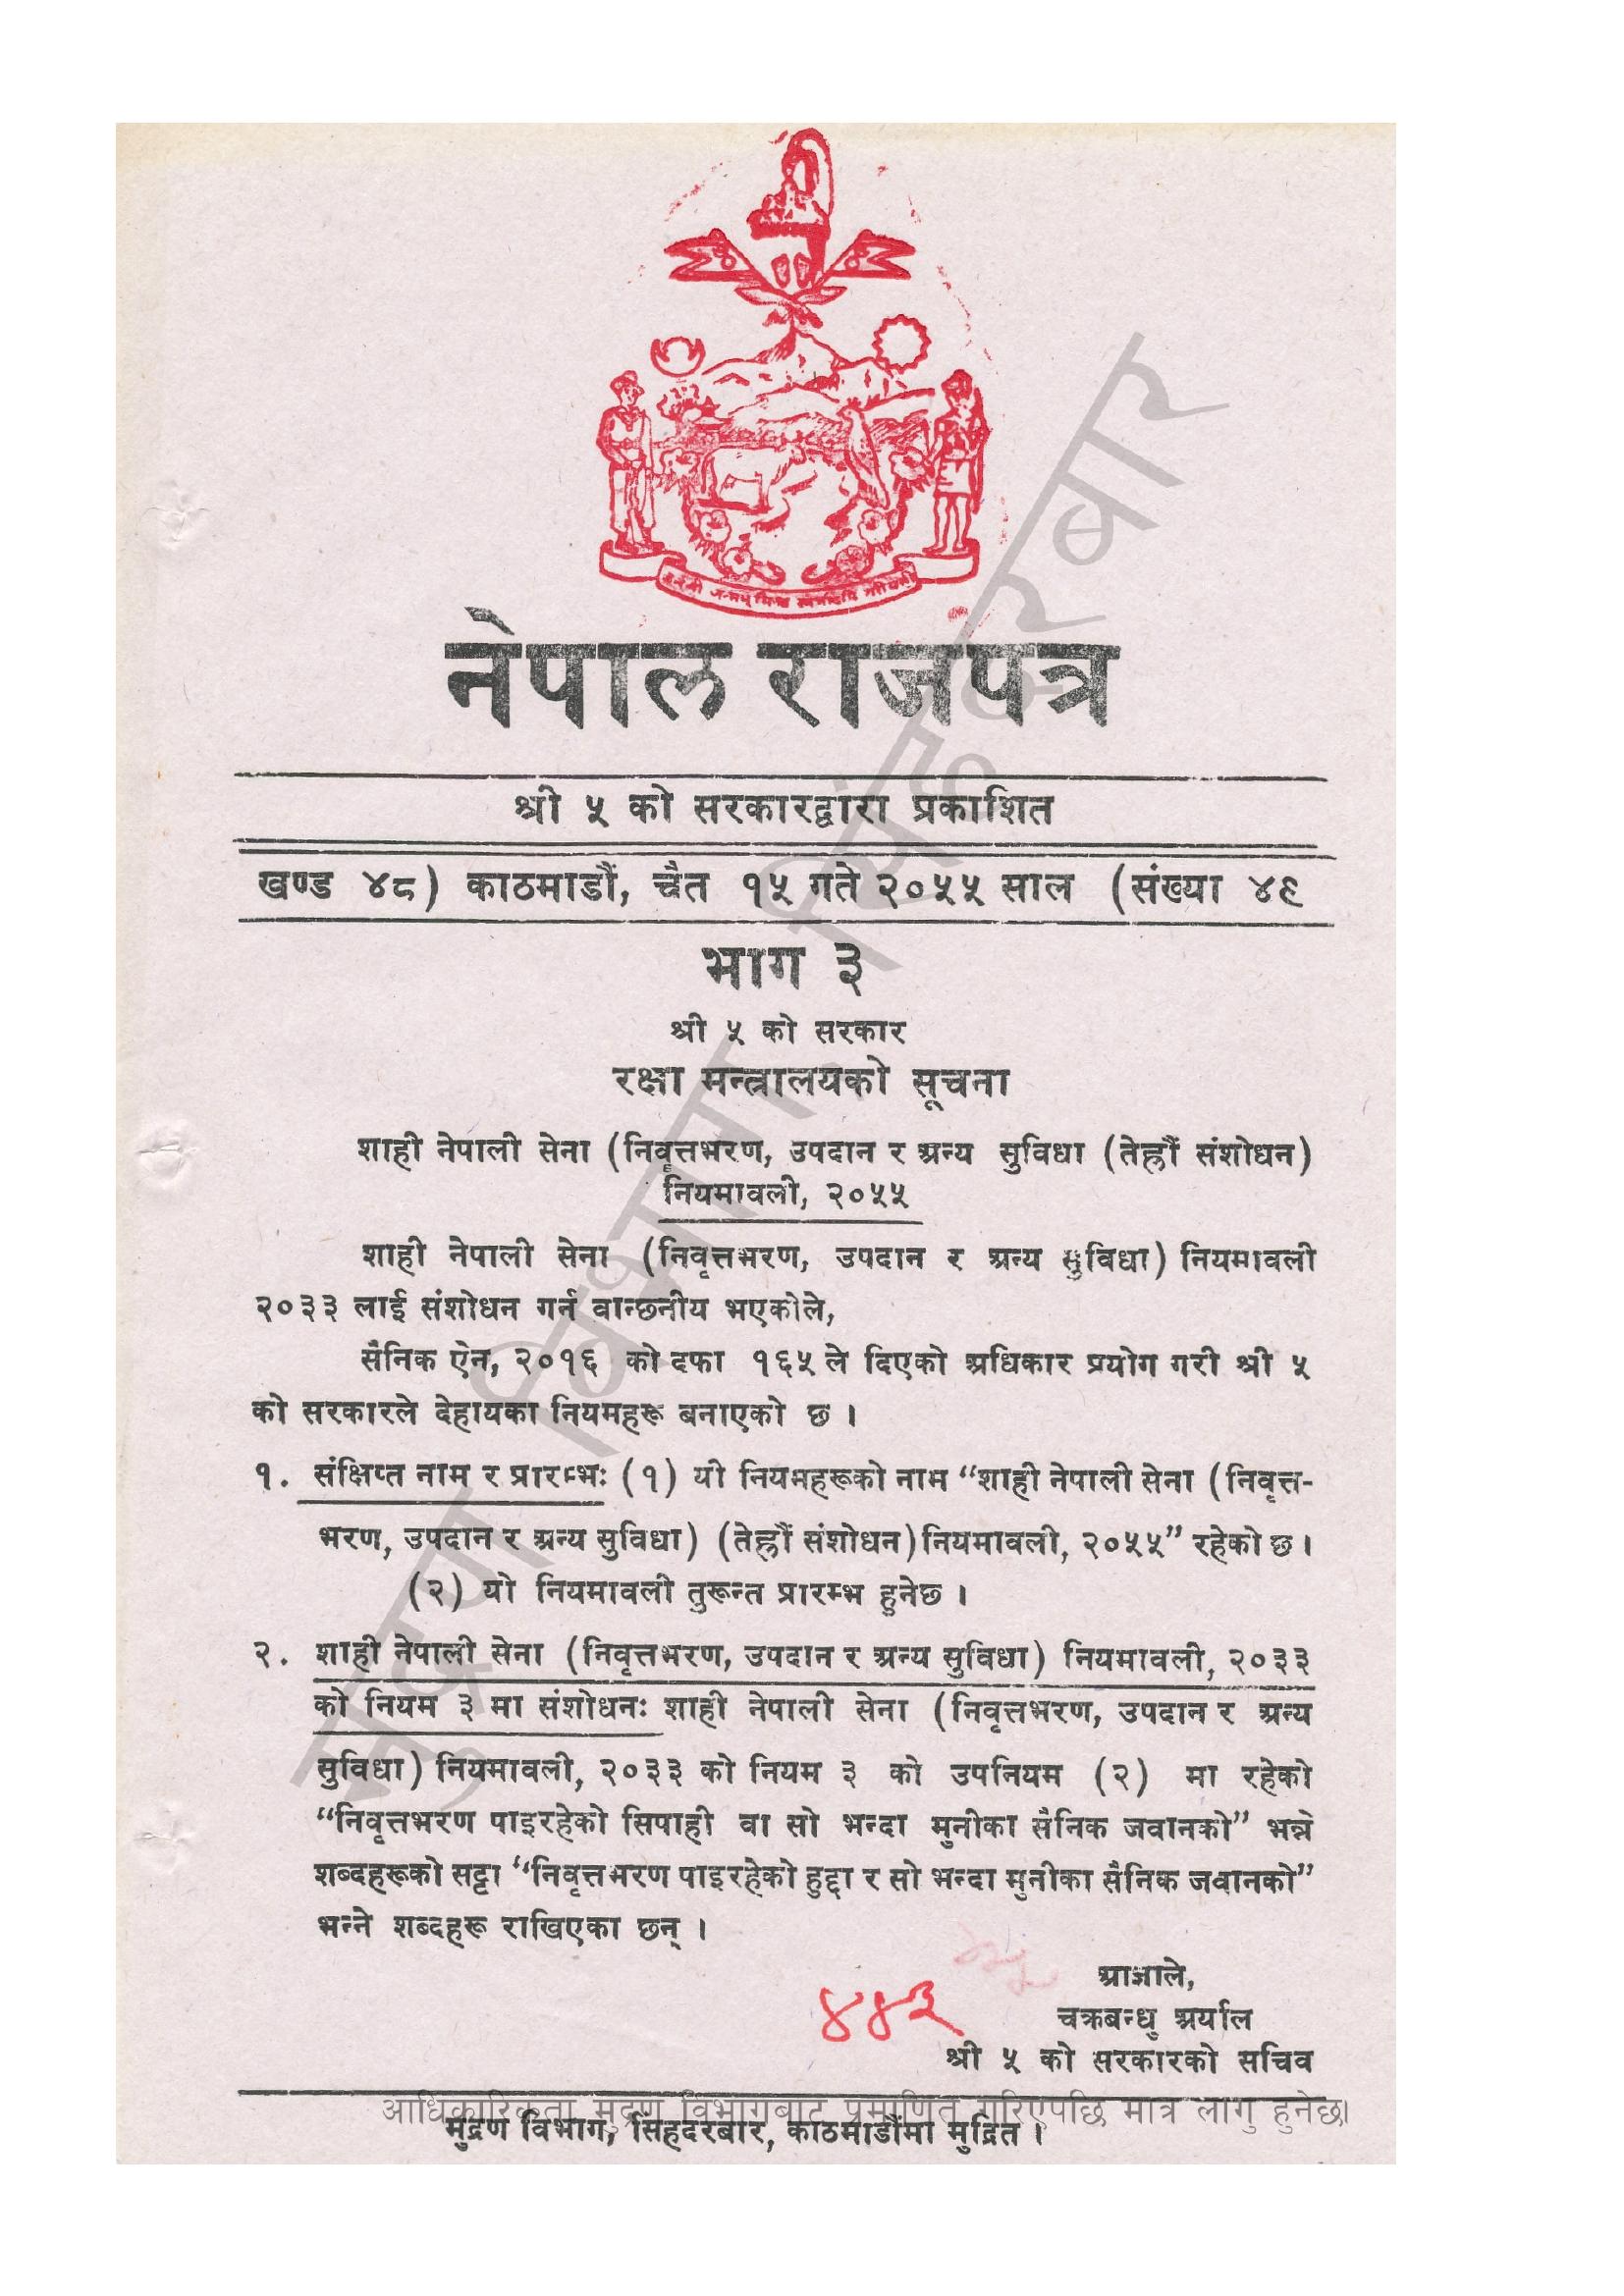 नेपाल राजपत्र
श्री ५ को सरकारद्वारा प्रकाशित
खण्ड ४८) काठमाडौं, चैत १५ गते २०५५ साल (संख्या ४९
भाग ३
श्री ५ को सरकार
रक्षा मन्त्रालयको सूचना
शाही नेपाली सेना (निवृत्तभरण, उपदान र अन्य सुविधा (तेह्रौं संशोधन)
नियमावली, २०५५
शाही नेपाली सेना (निवृत्तभरण, उपदान र अन्य सुविधा) नियमावली
२०३३ लाई संशोधन गर्न वान्छनीय भएकोले,
सैनिक ऐन, २०१६ को दफा १६५ ले दिएको अधिकार प्रयोग गरी श्री ५
को सरकारले देहायका नियमहरू बनाएको छ ।
१. संक्षिप्त नाम र प्रारम्भः (१) यी नियमहरूको नाम “शाही नेपाली सेना (निवृत्त-
भरण, उपदान र अन्य सुविधा) (तेह्रौं संशोधन) नियमावली, २०५५” रहेको छ ।
(२) यो नियमावली तुरून्त प्रारम्भ हुनेछ ।
२. शाही नेपाली सेना (निवृत्तभरण, उपदान र अन्य सुविधा) नियमावली, २०३३
को नियम ३ मा संशोधनः शाही नेपाली सेना (निवृत्तभरण, उपदान र अन्य
सुविधा) नियमावली, २०३३ को नियम ३ को उपनियम (२) मा रहेको
“निवृत्तभरण पाइरहेको सिपाही वा सो भन्दा मुनीका सैनिक जवानको” भन्ने
शब्दहरूको सट्टा “निवृत्तभरण पाइरहेको हुद्दा र सो भन्दा मुनीका सैनिक जवानको”
भन्ने शब्दहरू राखिएका छन् ।
आज्ञाले,
४४३
चक्रबन्धु अर्याल
श्री ५ को सरकारको सचिव
आधिकारिकता मुद्रण विभागबाट प्रमाणित गरिएपछि मात्र लागु हुनेछ।
मुद्रण विभाग, सिंहदरबार, काठमाडौंमा मुद्रित ।
मुद्रण विभाग, सिंहदरबार